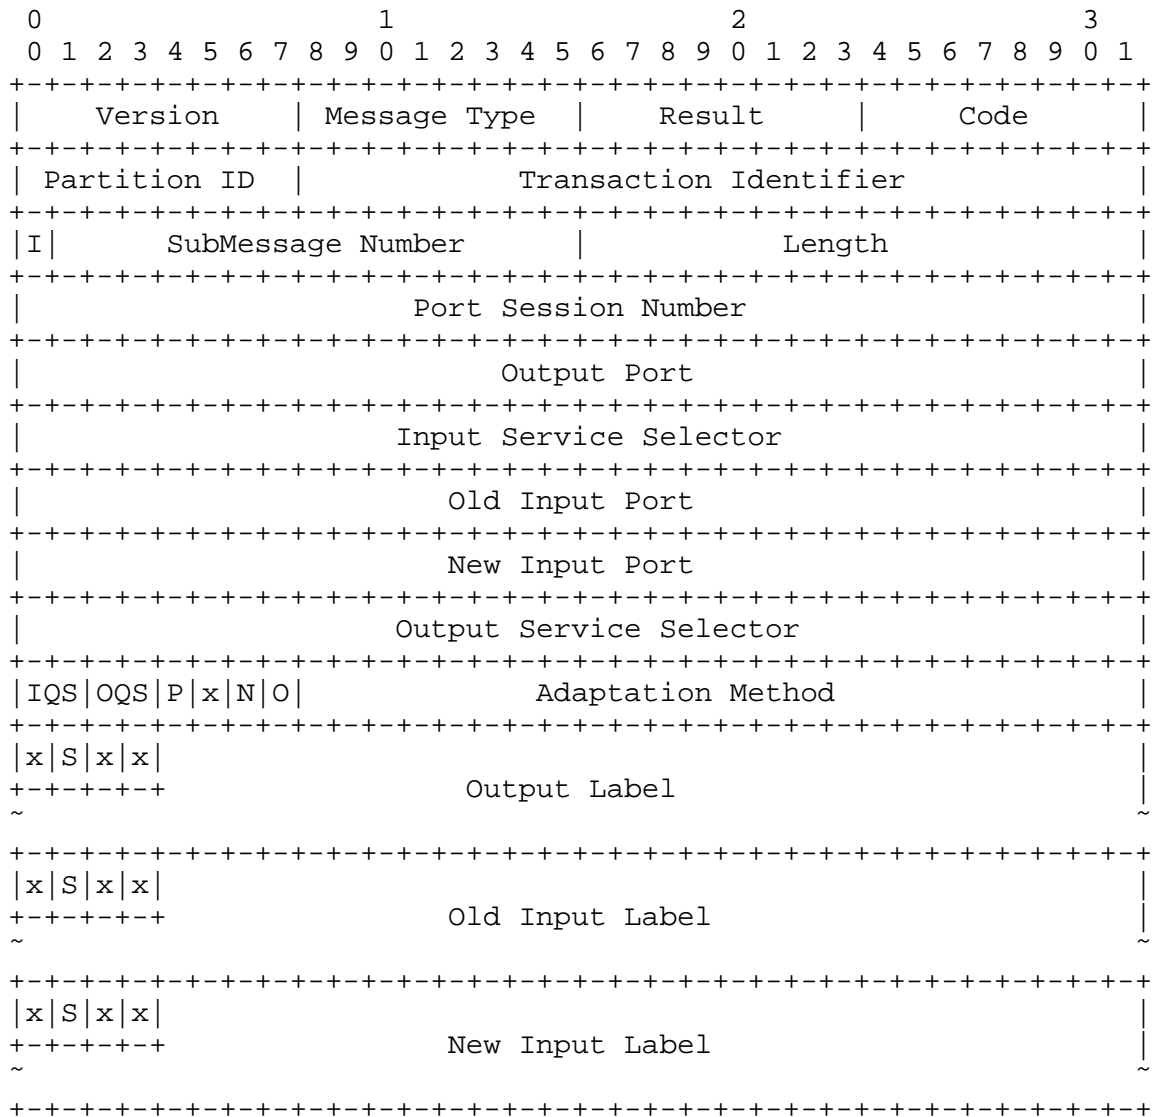 0                   1                   2                   3
 0 1 2 3 4 5 6 7 8 9 0 1 2 3 4 5 6 7 8 9 0 1 2 3 4 5 6 7 8 9 0 1
+-+-+-+-+-+-+-+-+-+-+-+-+-+-+-+-+-+-+-+-+-+-+-+-+-+-+-+-+-+-+-+-+
|    Version    | Message Type  |    Result     |     Code      |
+-+-+-+-+-+-+-+-+-+-+-+-+-+-+-+-+-+-+-+-+-+-+-+-+-+-+-+-+-+-+-+-+
| Partition ID  |            Transaction Identifier             |
+-+-+-+-+-+-+-+-+-+-+-+-+-+-+-+-+-+-+-+-+-+-+-+-+-+-+-+-+-+-+-+-+
|I|      SubMessage Number      |           Length              |
+-+-+-+-+-+-+-+-+-+-+-+-+-+-+-+-+-+-+-+-+-+-+-+-+-+-+-+-+-+-+-+-+
|                      Port Session Number                      |
+-+-+-+-+-+-+-+-+-+-+-+-+-+-+-+-+-+-+-+-+-+-+-+-+-+-+-+-+-+-+-+-+
|                           Output Port                         |
+-+-+-+-+-+-+-+-+-+-+-+-+-+-+-+-+-+-+-+-+-+-+-+-+-+-+-+-+-+-+-+-+
|                     Input Service Selector                    |
+-+-+-+-+-+-+-+-+-+-+-+-+-+-+-+-+-+-+-+-+-+-+-+-+-+-+-+-+-+-+-+-+
|                        Old Input Port                         |
+-+-+-+-+-+-+-+-+-+-+-+-+-+-+-+-+-+-+-+-+-+-+-+-+-+-+-+-+-+-+-+-+
|                        New Input Port                         |
+-+-+-+-+-+-+-+-+-+-+-+-+-+-+-+-+-+-+-+-+-+-+-+-+-+-+-+-+-+-+-+-+
|                     Output Service Selector                   |
+-+-+-+-+-+-+-+-+-+-+-+-+-+-+-+-+-+-+-+-+-+-+-+-+-+-+-+-+-+-+-+-+
|IQS|OQS|P|x|N|O|             Adaptation Method                 |
+-+-+-+-+-+-+-+-+-+-+-+-+-+-+-+-+-+-+-+-+-+-+-+-+-+-+-+-+-+-+-+-+
|x|S|x|x|                                                       |
+-+-+-+-+                 Output Label                          |
~                                                               ~
+-+-+-+-+-+-+-+-+-+-+-+-+-+-+-+-+-+-+-+-+-+-+-+-+-+-+-+-+-+-+-+-+
|x|S|x|x|                                                       |
+-+-+-+-+                Old Input Label                        |
~                                                               ~
+-+-+-+-+-+-+-+-+-+-+-+-+-+-+-+-+-+-+-+-+-+-+-+-+-+-+-+-+-+-+-+-+
|x|S|x|x|                                                       |
+-+-+-+-+                New Input Label                        |
~                                                               ~
+-+-+-+-+-+-+-+-+-+-+-+-+-+-+-+-+-+-+-+-+-+-+-+-+-+-+-+-+-+-+-+-+